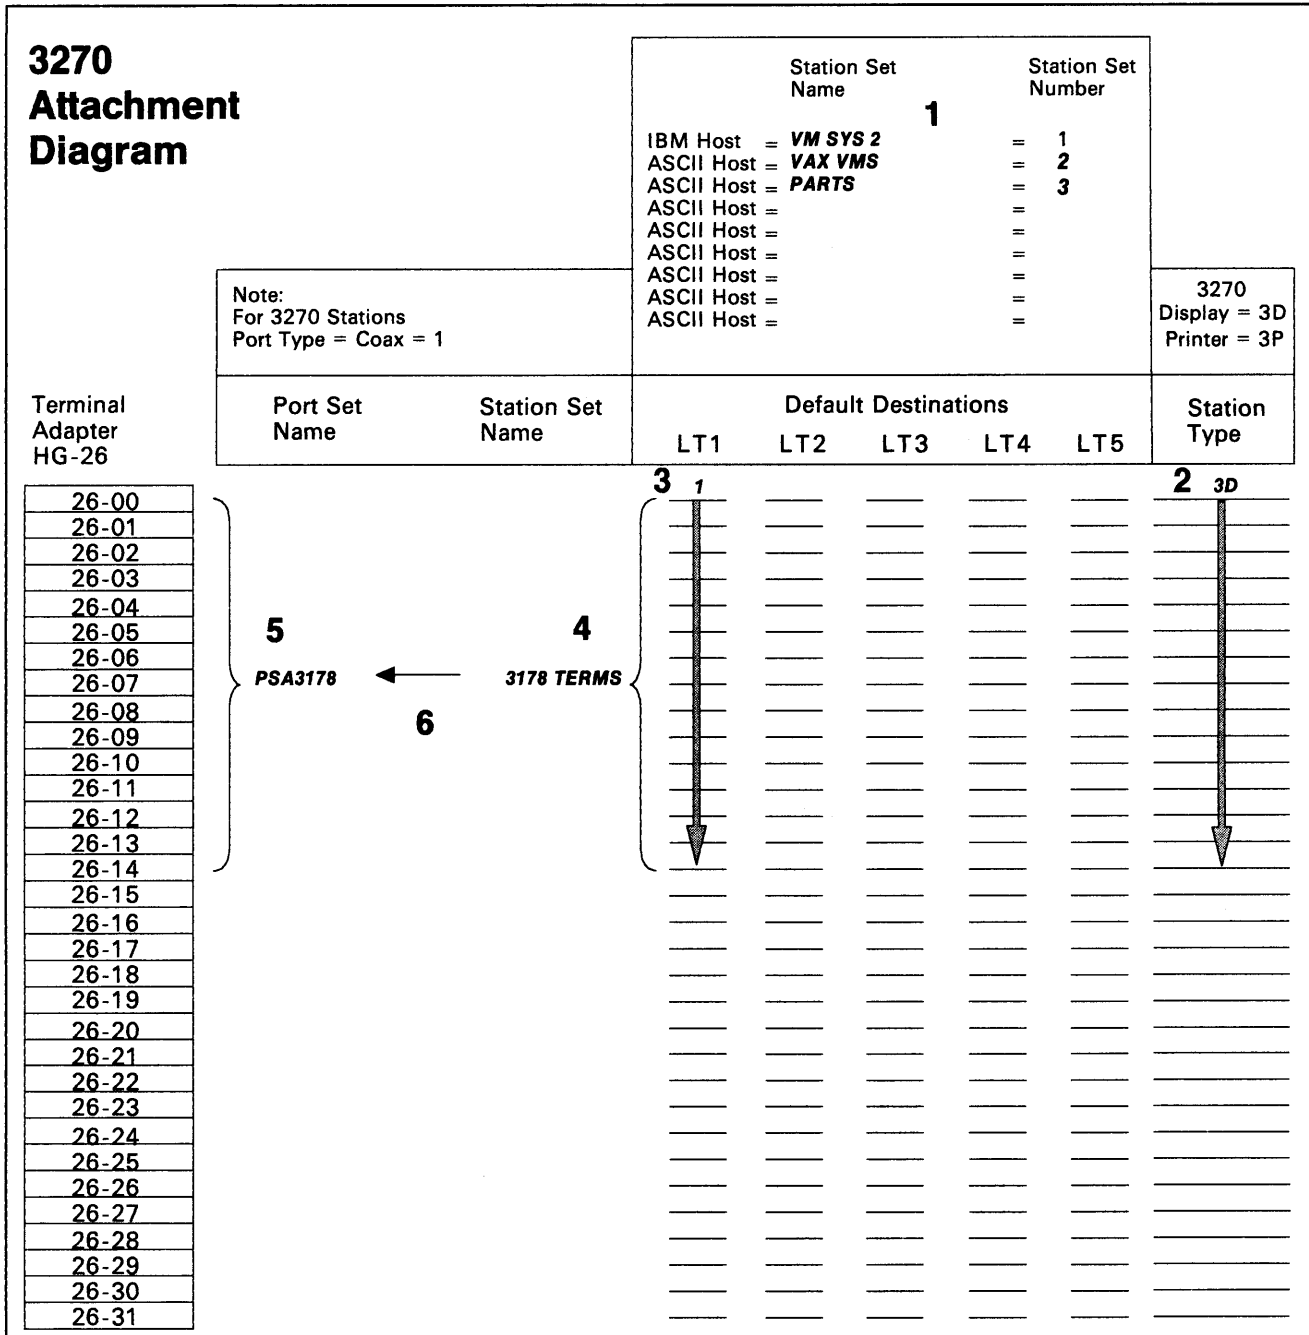 3270
Attachment
Diagram
Station Set
Name
Station Set
Number
1
IBM Host = VM SYS 2 = 1
ASCII Host = VAX VMS = 2
ASCII Host = PARTS = 3
ASCII Host = =
ASCII Host = =
ASCII Host = =
ASCII Host = =
ASCII Host = =
ASCII Host = =
Note:
For 3270 Stations
Port Type = Coax = 1
3270
Display = 3D
Printer = 3P
Terminal
Adapter
HG-26
Port Set
Name
Station Set
Name
Default Destinations
LT1 LT2 LT3 LT4 LT5
Station
Type
3 1
2 3D
26-00
26-01
26-02
26-03
26-04
26-05
26-06
26-07
26-08
26-09
26-10
26-11
26-12
26-13
26-14
26-15
26-16
26-17
26-18
26-19
26-20
26-21
26-22
26-23
26-24
26-25
26-26
26-27
26-28
26-29
26-30
26-31
5
PSA3178
4
3178 TERMS
6